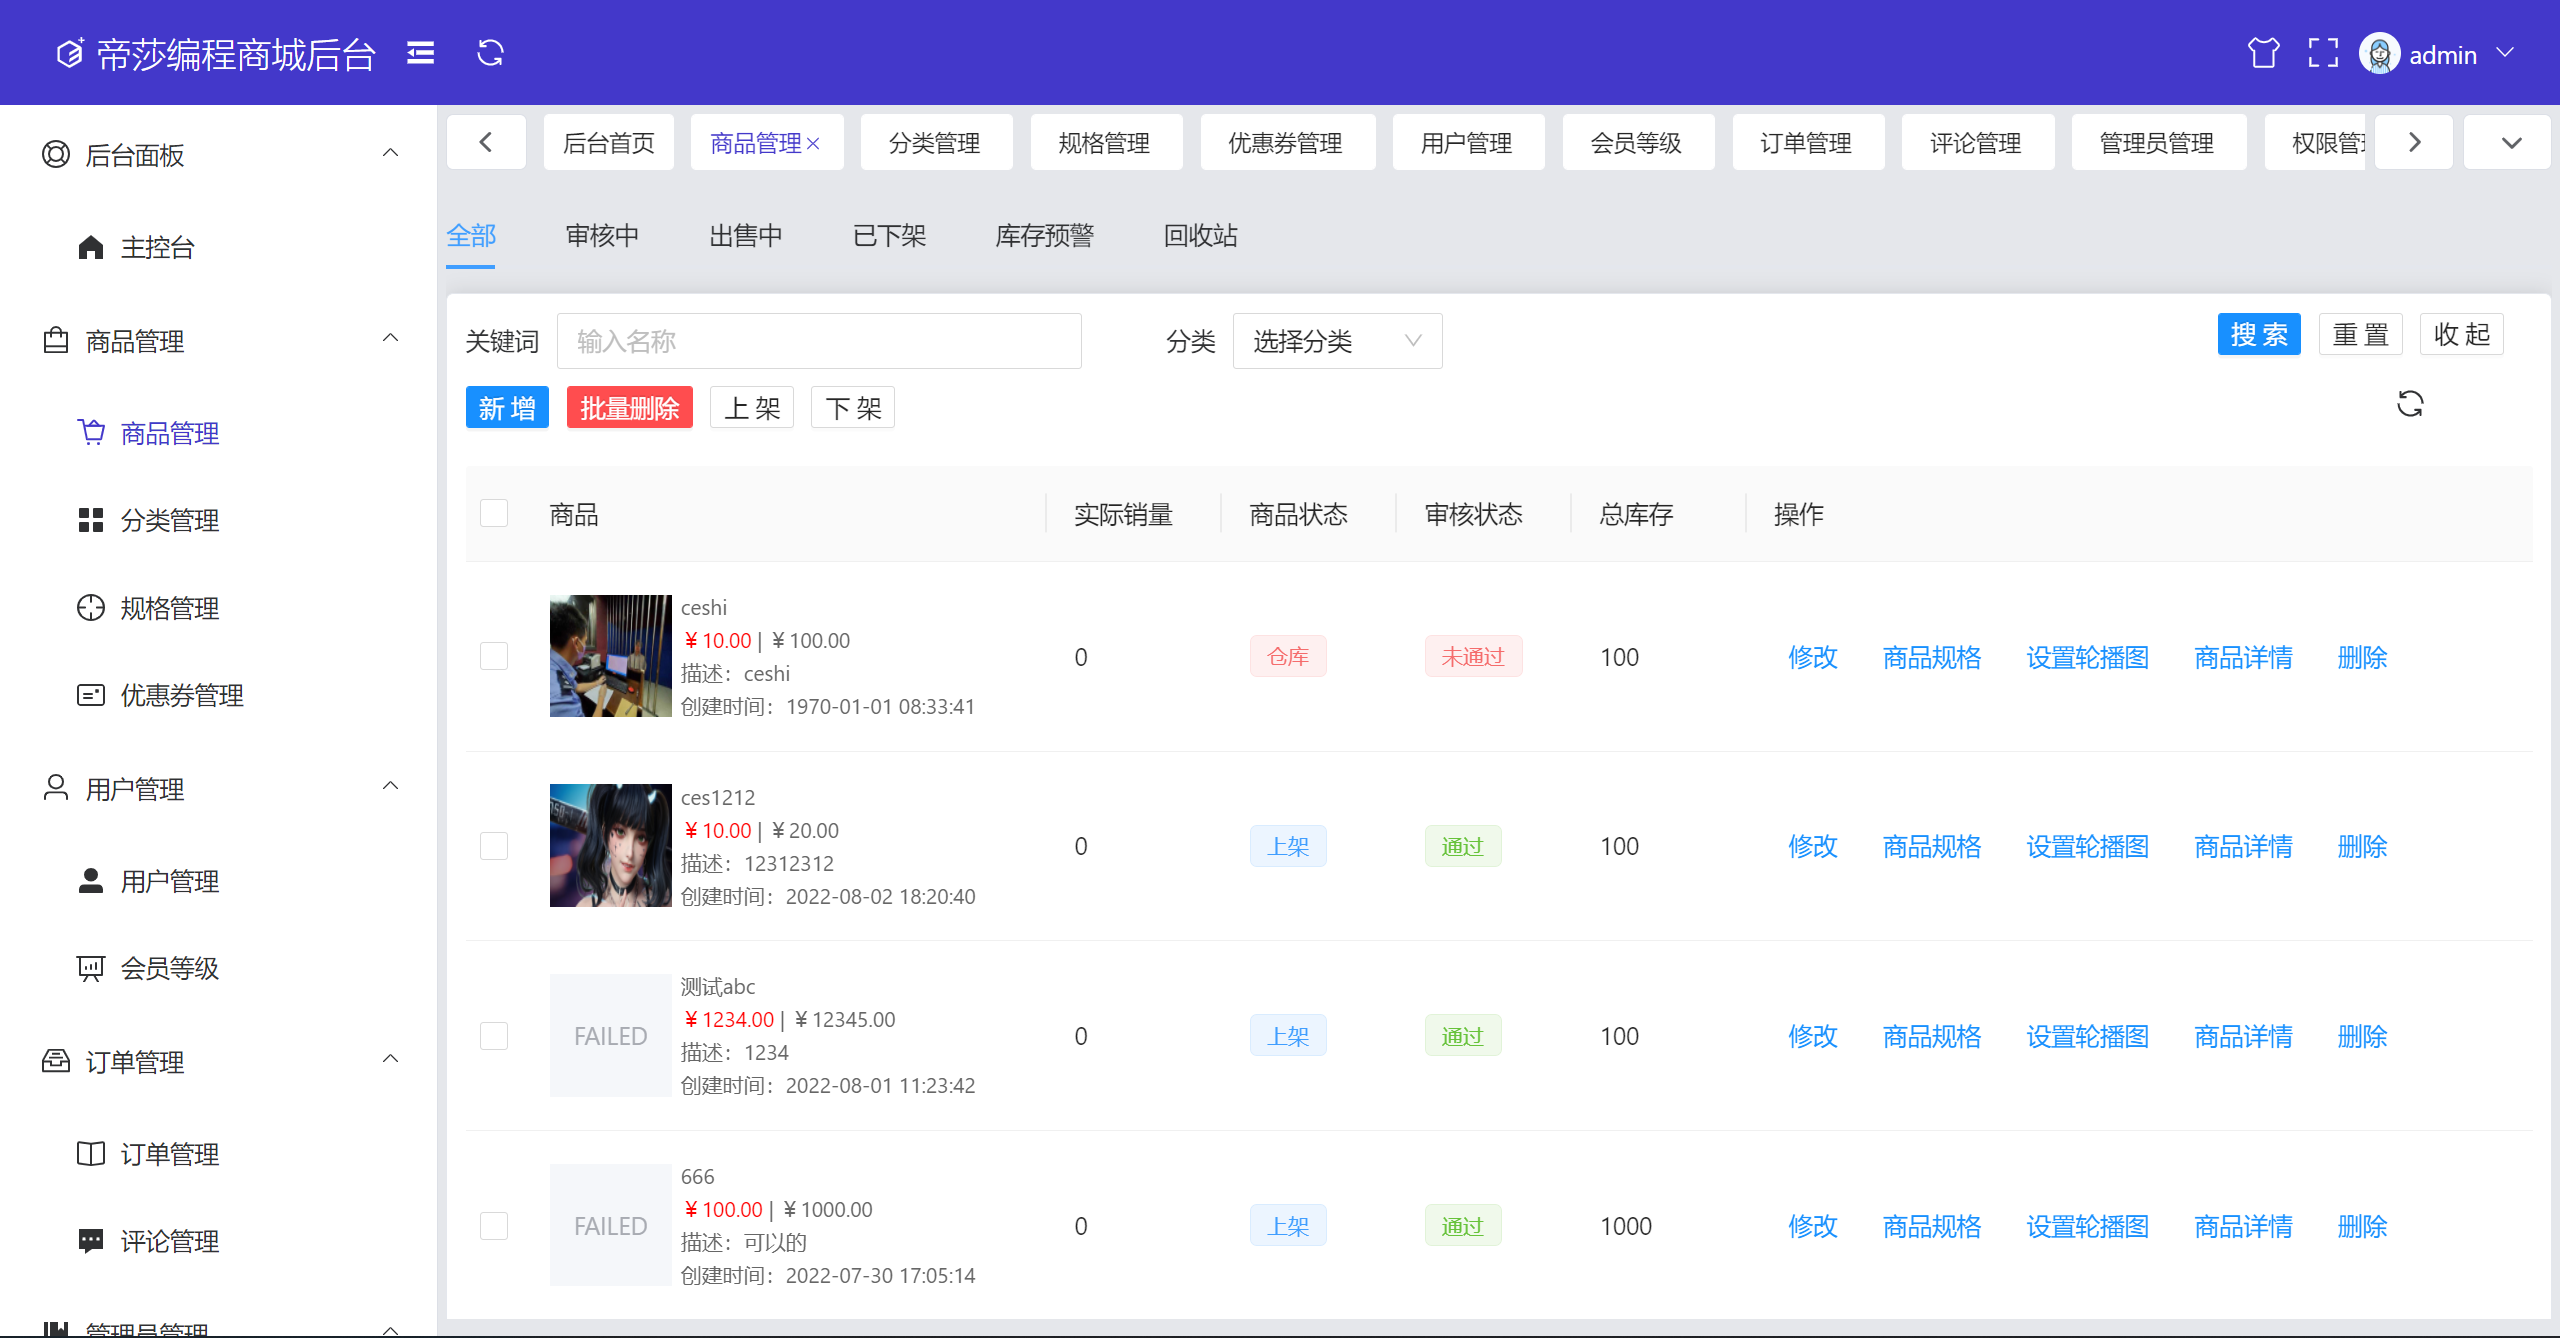 帝莎编程商城后台
admin
后台面板
主控台
商品管理
商品管理
分类管理
规格管理
优惠券管理
用户管理
用户管理
会员等级
订单管理
订单管理
评论管理
管理员管理
后台首页 商品管理 分类管理 规格管理 优惠券管理 用户管理 会员等级 订单管理 评论管理 管理员管理 权限管
全部 审核中 出售中 已下架 库存预警 回收站
关键词 输入名称 分类 选择分类 搜索 重置 收起
新增 批量删除 上架 下架
商品 实际销量 商品状态 审核状态 总库存 操作
ceshi
¥10.00 | ¥100.00
描述：ceshi
创建时间：1970-01-01 08:33:41
0 仓库 未通过 100 修改 商品规格 设置轮播图 商品详情 删除
ces1212
¥10.00 | ¥20.00
描述：12312312
创建时间：2022-08-02 18:20:40
0 上架 通过 100 修改 商品规格 设置轮播图 商品详情 删除
FAILED
测试abc
¥1234.00 | ¥12345.00
描述：1234
创建时间：2022-08-01 11:23:42
0 上架 通过 100 修改 商品规格 设置轮播图 商品详情 删除
FAILED
666
¥100.00 | ¥1000.00
描述：可以的
创建时间：2022-07-30 17:05:14
0 上架 通过 1000 修改 商品规格 设置轮播图 商品详情 删除